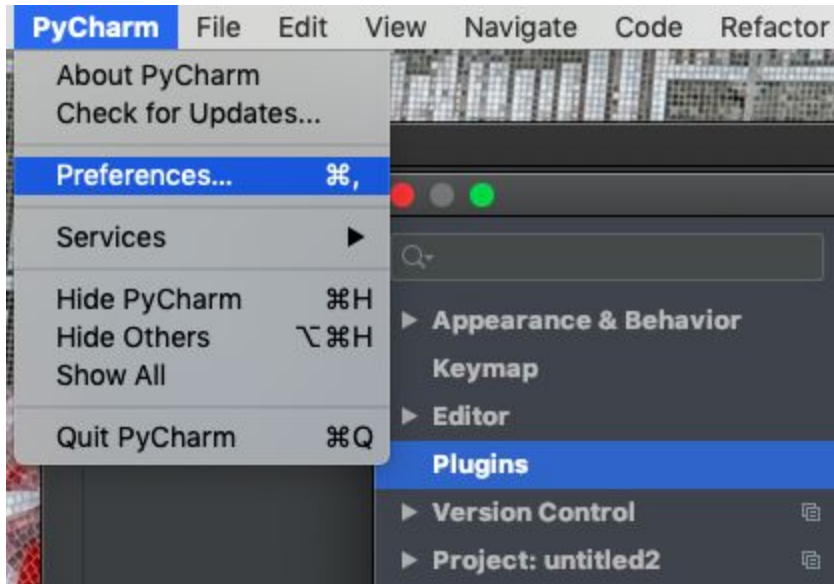 PyCharm File Edit View Navigate Code Refactor
About PyCharm
Check for Updates...
Preferences... ⌘,
Services
Hide PyCharm ⌘H
Hide Others ⌥⌘H
Show All
Quit PyCharm ⌘Q
Appearance & Behavior
Keymap
Editor
Plugins
Version Control
Project: untitled2